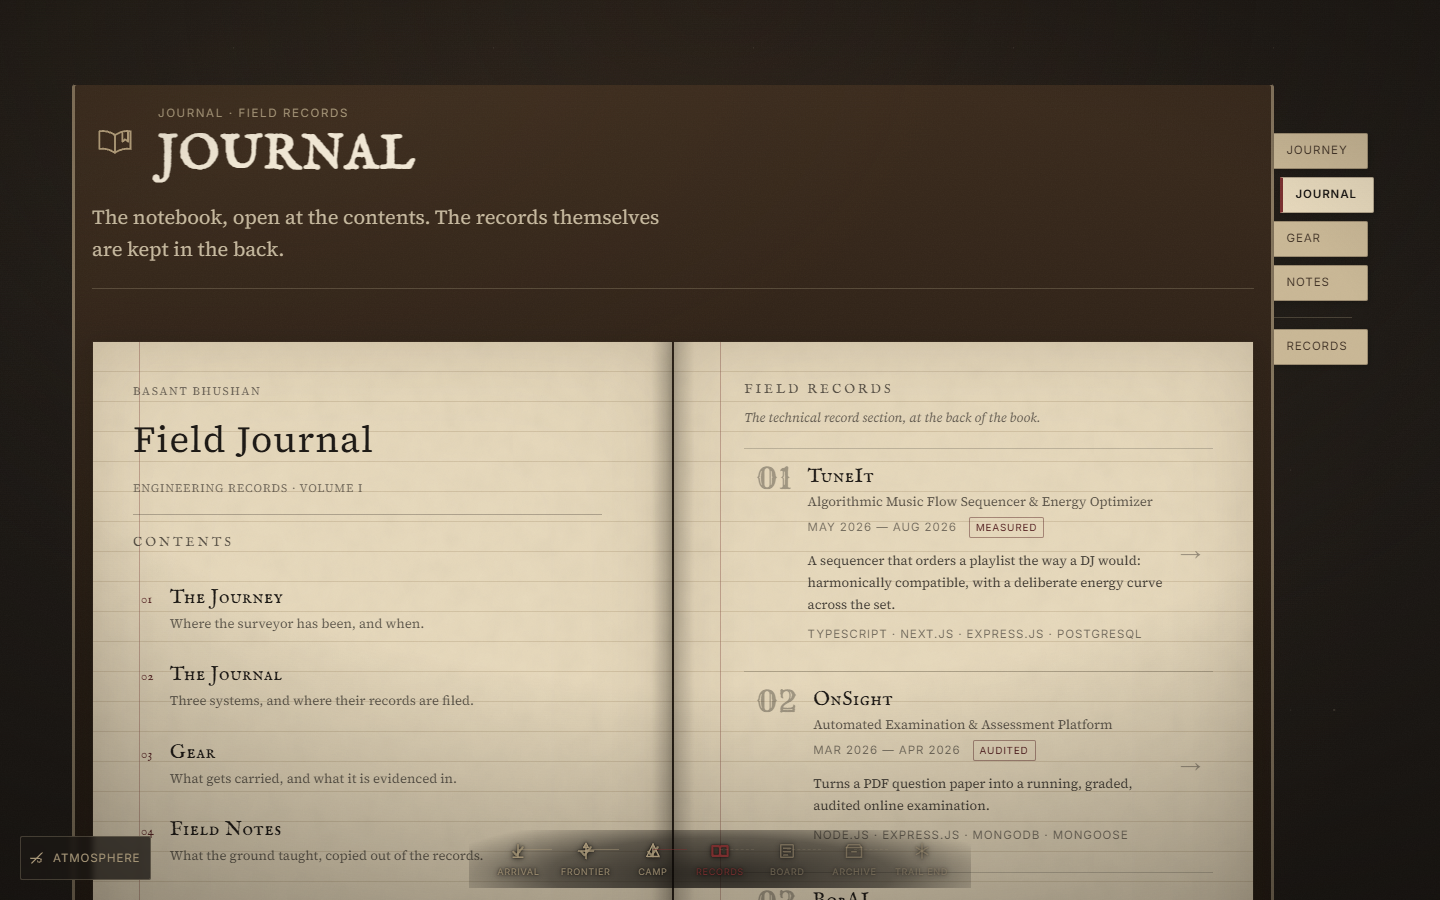 JOURNAL · FIELD RECORDS
JOURNAL
The notebook, open at the contents. The records themselves
are kept in the back.
JOURNEY
JOURNAL
GEAR
NOTES
RECORDS
BASANT BHUSHAN
Field Journal
ENGINEERING RECORDS · VOLUME I
CONTENTS
01 The Journey
Where the surveyor has been, and when.
02 The Journal
Three systems, and where their records are filed.
03 Gear
What gets carried, and what it is evidenced in.
04 Field Notes
What the ground taught, copied out of the records.
FIELD RECORDS
The technical record section, at the back of the book.
01 TuneIt
Algorithmic Music Flow Sequencer & Energy Optimizer
MAY 2026 — AUG 2026 MEASURED
A sequencer that orders a playlist the way a DJ would:
harmonically compatible, with a deliberate energy curve
across the set.
→
TYPESCRIPT · NEXT.JS · EXPRESS.JS · POSTGRESQL
02 OnSight
Automated Examination & Assessment Platform
MAR 2026 — APR 2026 AUDITED
Turns a PDF question paper into a running, graded,
audited online examination.
→
NODE.JS · EXPRESS.JS · MONGODB · MONGOOSE
ATMOSPHERE
ARRIVAL
FRONTIER
CAMP
RECORDS
BOARD
ARCHIVE
TRAIL END